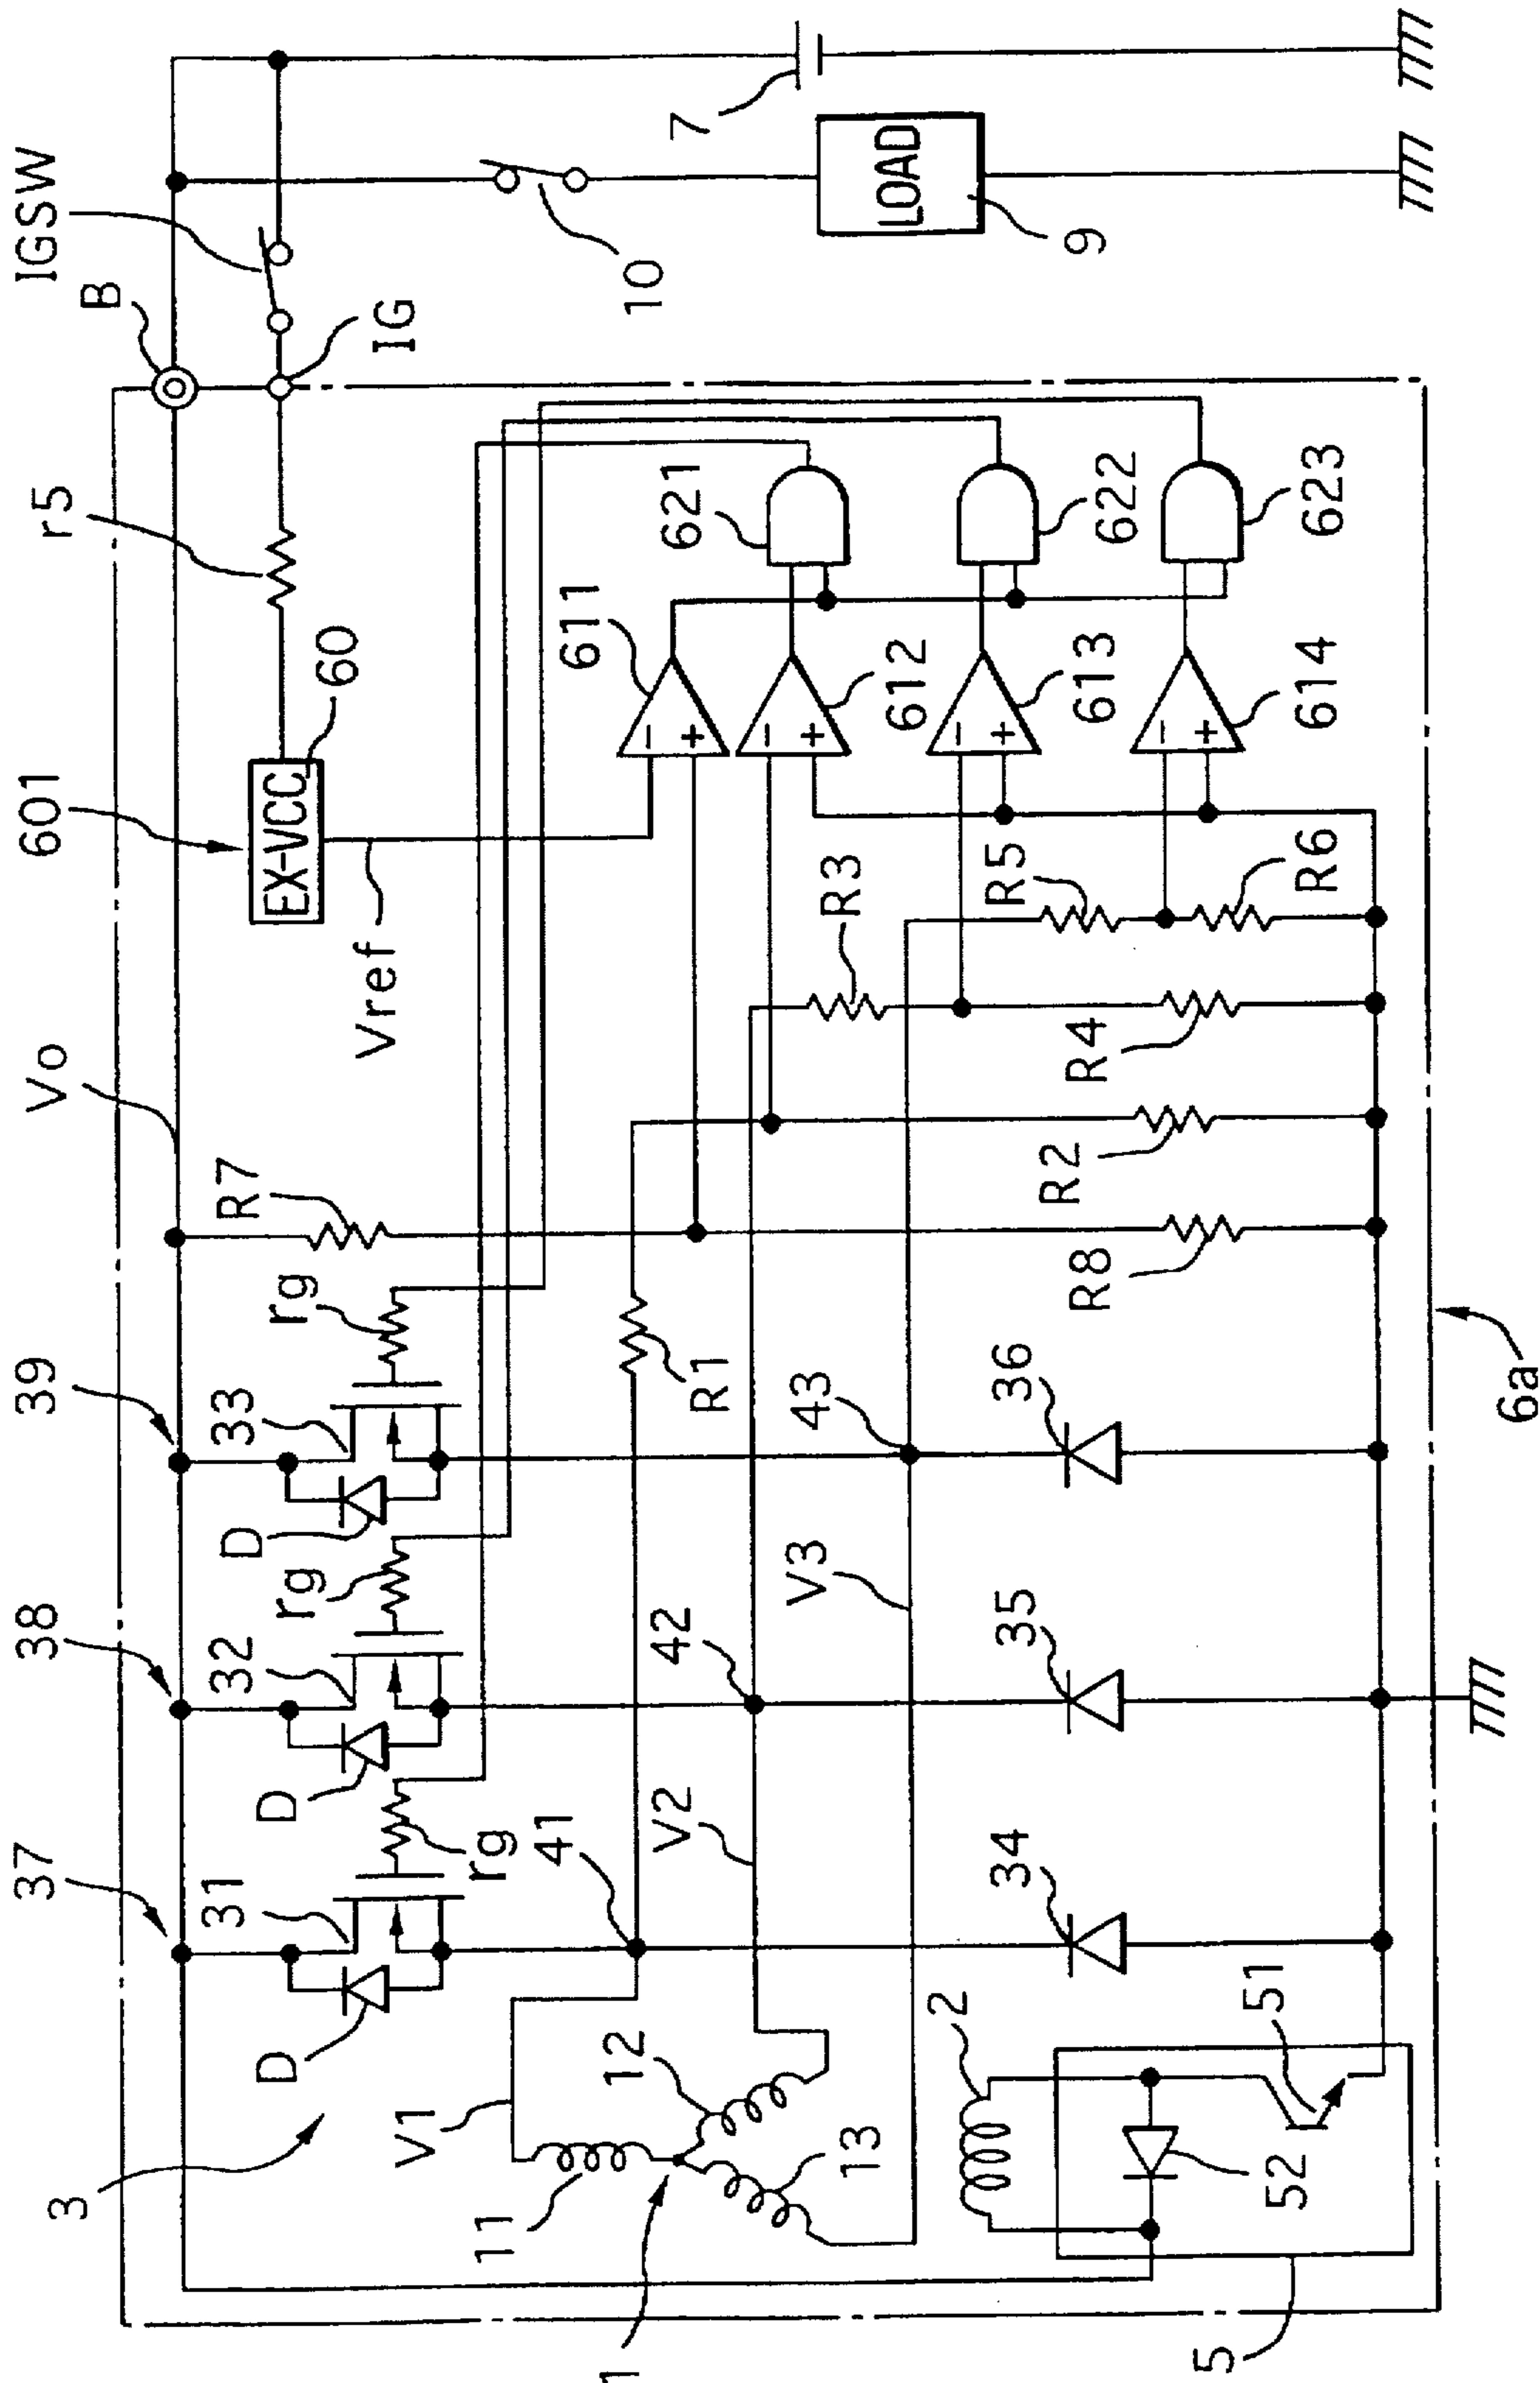 37
38
39
Vo
601
r5
B
IGSW
31
32
33
rg
R7
EX-VCC
60
IG
10
7
D
D
D
rg
rg
Vref
3
V1
41
V2
42
V3
43
R1
R3
R5
611
612
613
614
621
622
623
LOAD
9
11
12
13
1
2
34
35
36
R8
R2
R4
R6
-
+
-
+
-
+
-
+
51
52
5
6a